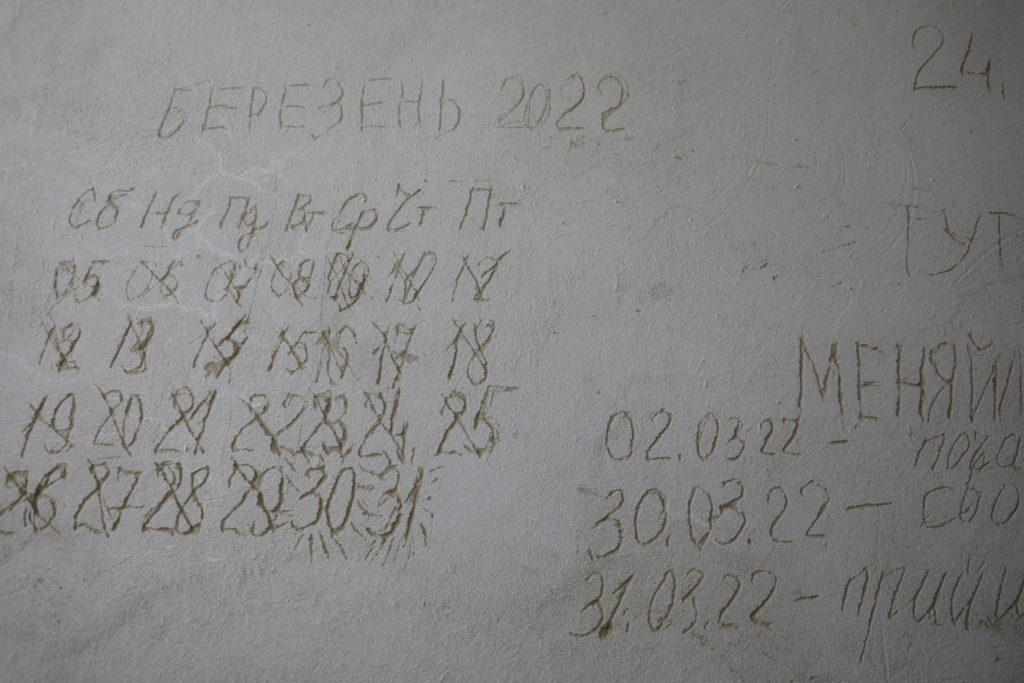 БЕРЕЗЕНЬ 2022
Сб Нд Пд Вт Ср Чт Пт
05 06 07 08 09 10 11
12 13 14 15 16 17 18
19 20 21 22 23 24 25
26 27 28 29 30 31
24.
ТУТ
02.03.22 -
30.03.22 –
31.03.22 –